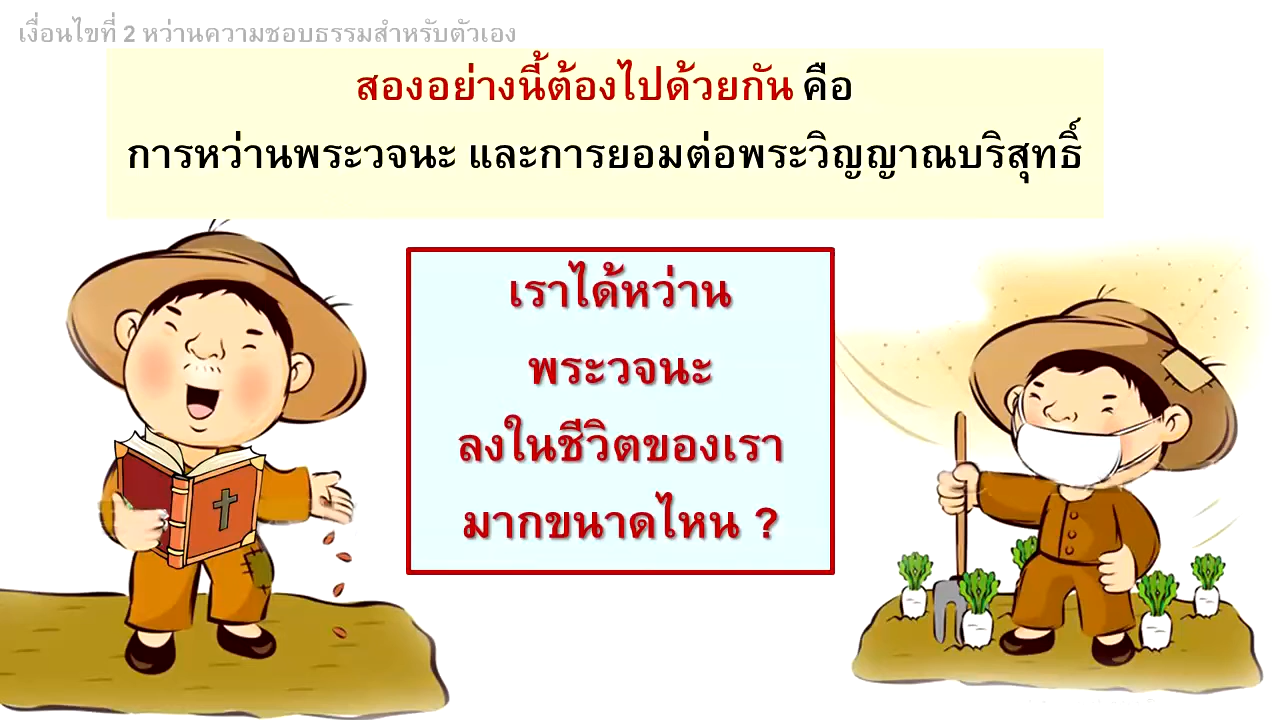 เงื่อนไขที่ 2 หว่านความชอบธรรมสำหรับตัวเอง
สองอย่างนี้ต้องไปด้วยกัน คือ
การหว่านพระวจนะ และการยอมต่อพระวิญญาณบริสุทธิ์
เราได้หว่าน
พระวจนะ
ลงในชีวิตของเรา
มากขนาดไหน ?